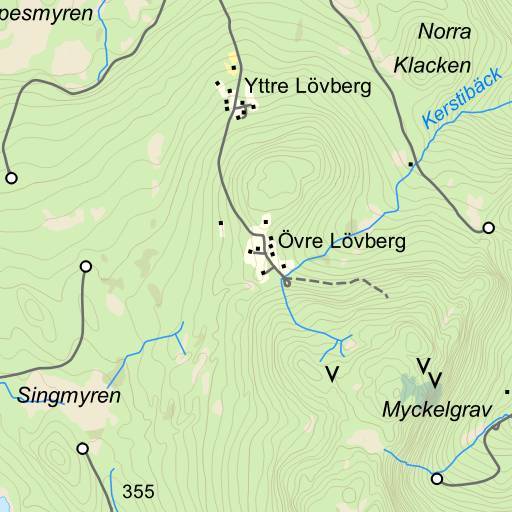 pesmyren
Norra
Klacken
Yttre Lövberg
Kerstibäck
Övre Lövberg
Singmyren
Myckelgrav
355